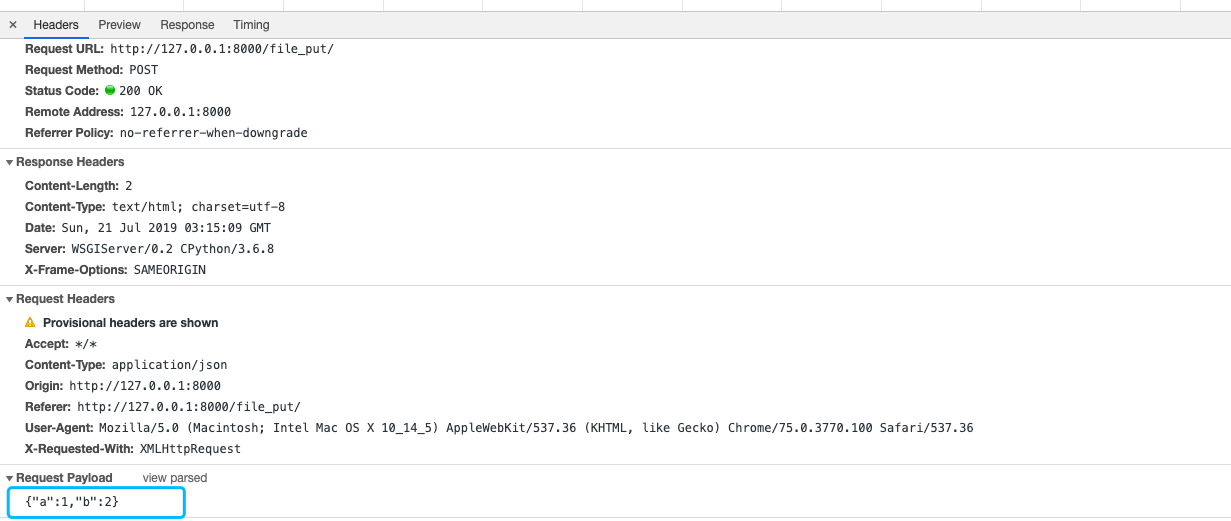 × Headers Preview Response Timing
Request URL: http://127.0.0.1:8000/file_put/
Request Method: POST
Status Code: 200 OK
Remote Address: 127.0.0.1:8000
Referrer Policy: no-referrer-when-downgrade
Response Headers
Content-Length: 2
Content-Type: text/html; charset=utf-8
Date: Sun, 21 Jul 2019 03:15:09 GMT
Server: WSGIServer/0.2 CPython/3.6.8
X-Frame-Options: SAMEORIGIN
Request Headers
Provisional headers are shown
Accept: */*
Content-Type: application/json
Origin: http://127.0.0.1:8000
Referer: http://127.0.0.1:8000/file_put/
User-Agent: Mozilla/5.0 (Macintosh; Intel Mac OS X 10_14_5) AppleWebKit/537.36 (KHTML, like Gecko) Chrome/75.0.3770.100 Safari/537.36
X-Requested-With: XMLHttpRequest
Request Payload view parsed
{"a":1,"b":2}